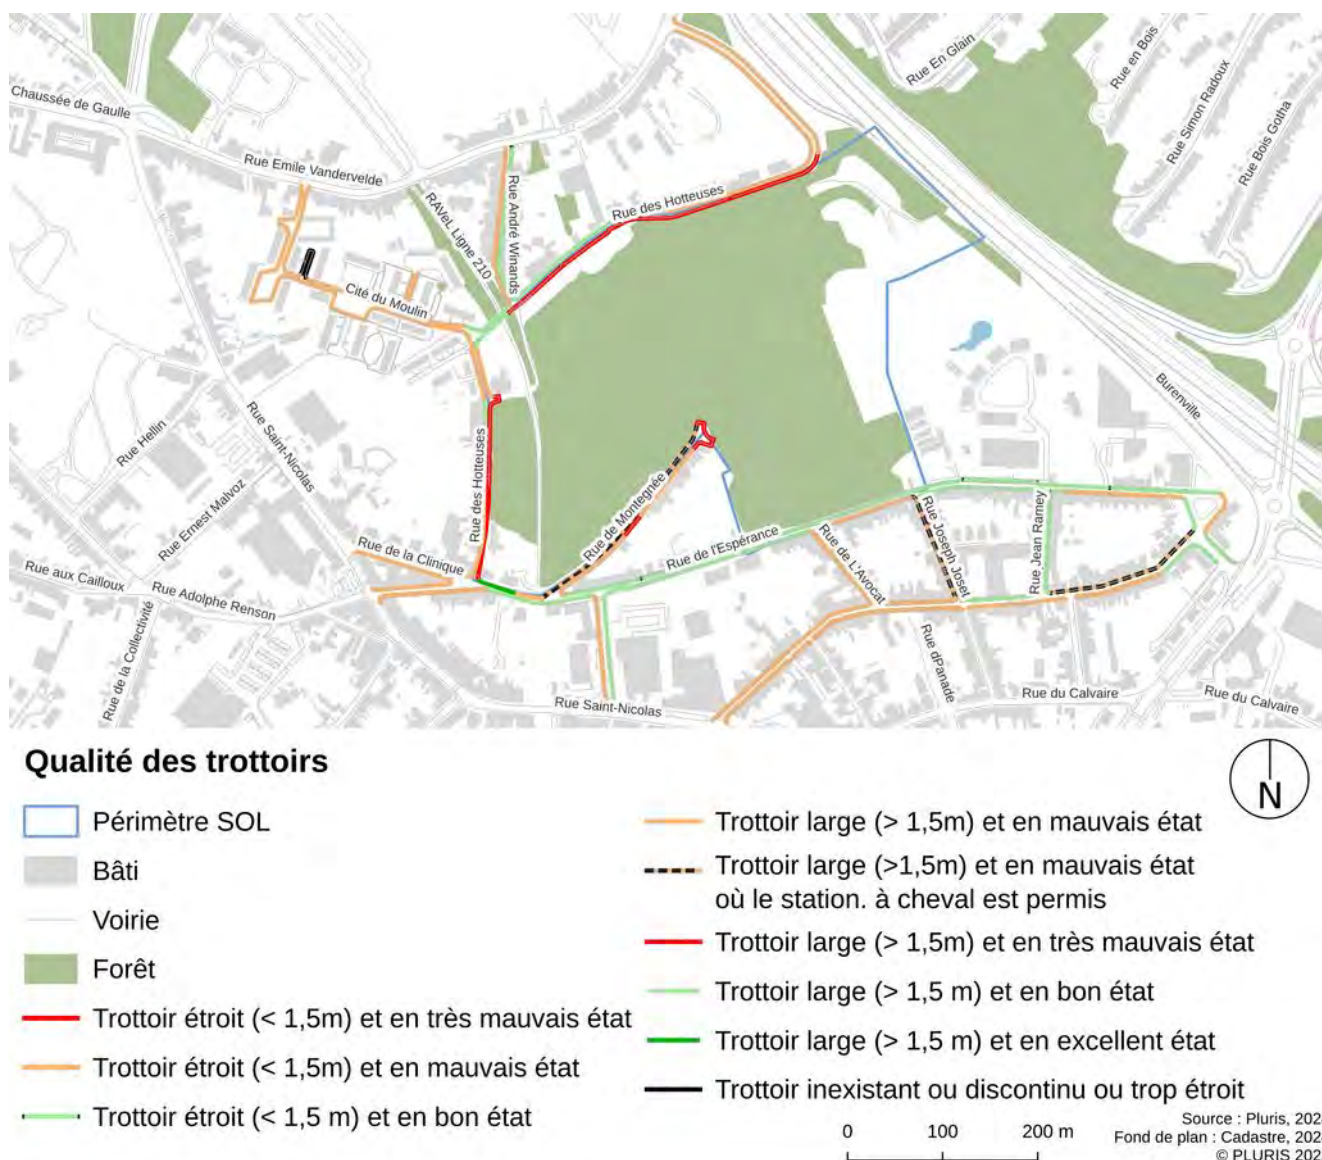 Rue En Glain
Rue en Bois
Rue Simon Radoux
Rue Bois Gotha
Chaussée de Gaulle
Rue Emile Vandervelde
RAVeL Ligne 210
Rue André Winands
Rue des Hotteuses
Cité du Moulin
Burenville
Rue Hellin
Rue Saint-Nicolas
Rue Ernest Malvoz
Rue des Hotteuses
Rue de Montegnée
Rue de l'Espérance
Rue de L'Avocat
Rue Joseph Joset
Rue Jean Ramey
Rue de la Clinique
Rue aux Cailloux
Rue Adolphe Renson
Rue de la Collectivité
Rue dPanade
Rue Saint-Nicolas
Rue du Calvaire
Rue du Calvaire
Qualité des trottoirs
N
Périmètre SOL
Bâti
Voirie
Forêt
Trottoir étroit (< 1,5m) et en très mauvais état
Trottoir étroit (< 1,5m) et en mauvais état
Trottoir étroit (< 1,5 m) et en bon état
Trottoir large (> 1,5m) et en mauvais état
Trottoir large (>1,5m) et en mauvais état
où le station. à cheval est permis
Trottoir large (> 1,5m) et en très mauvais état
Trottoir large (> 1,5 m) et en bon état
Trottoir large (> 1,5 m) et en excellent état
Trottoir inexistant ou discontinu ou trop étroit
0 100 200 m
Source : Pluris, 202
Fond de plan : Cadastre, 202
© PLURIS 202